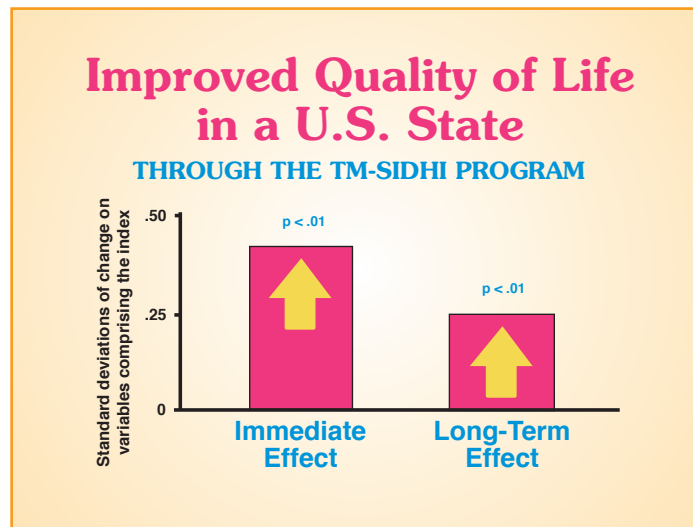 Improved Quality of Life
in a U.S. State
THROUGH THE TM-SIDHI PROGRAM
Standard deviations of change on
variables comprising the index
.50
.25
0
p < .01
p < .01
Immediate
Effect
Long-Term
Effect